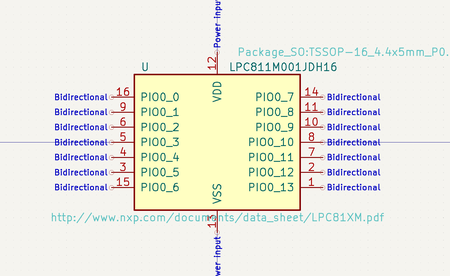 Power Input
12
Package_SO:TSSOP-16_4.4x5mm_P0.
U LPC811M001JDH16
VDD
Bidirectional 16 PIO0_0 PIO0_7 14 Bidirectional
Bidirectional 9 PIO0_1 PIO0_8 11 Bidirectional
Bidirectional 6 PIO0_2 PIO0_9 10 Bidirectional
Bidirectional 5 PIO0_3 PIO0_10 8 Bidirectional
Bidirectional 4 PIO0_4 PIO0_11 7 Bidirectional
Bidirectional 3 PIO0_5 PIO0_12 2 Bidirectional
Bidirectional 15 PIO0_6 PIO0_13 1 Bidirectional
VSS
http://www.nxp.com/documents/data_sheet/LPC81XM.pdf
13
wer Input